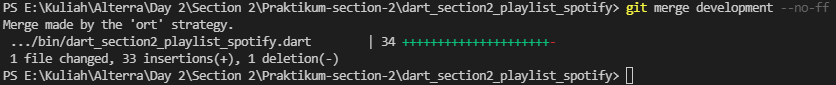 PS E:\Kuliah\Alterra\Day 2\Section 2\Praktikum-section-2\dart_section2_playlist_spotify> git merge development --no-ff
Merge made by the 'ort' strategy.
 .../bin/dart_section2_playlist_spotify.dart       | 34 +++++++++++++++++++++-
 1 file changed, 33 insertions(+), 1 deletion(-)
PS E:\Kuliah\Alterra\Day 2\Section 2\Praktikum-section-2\dart_section2_playlist_spotify>